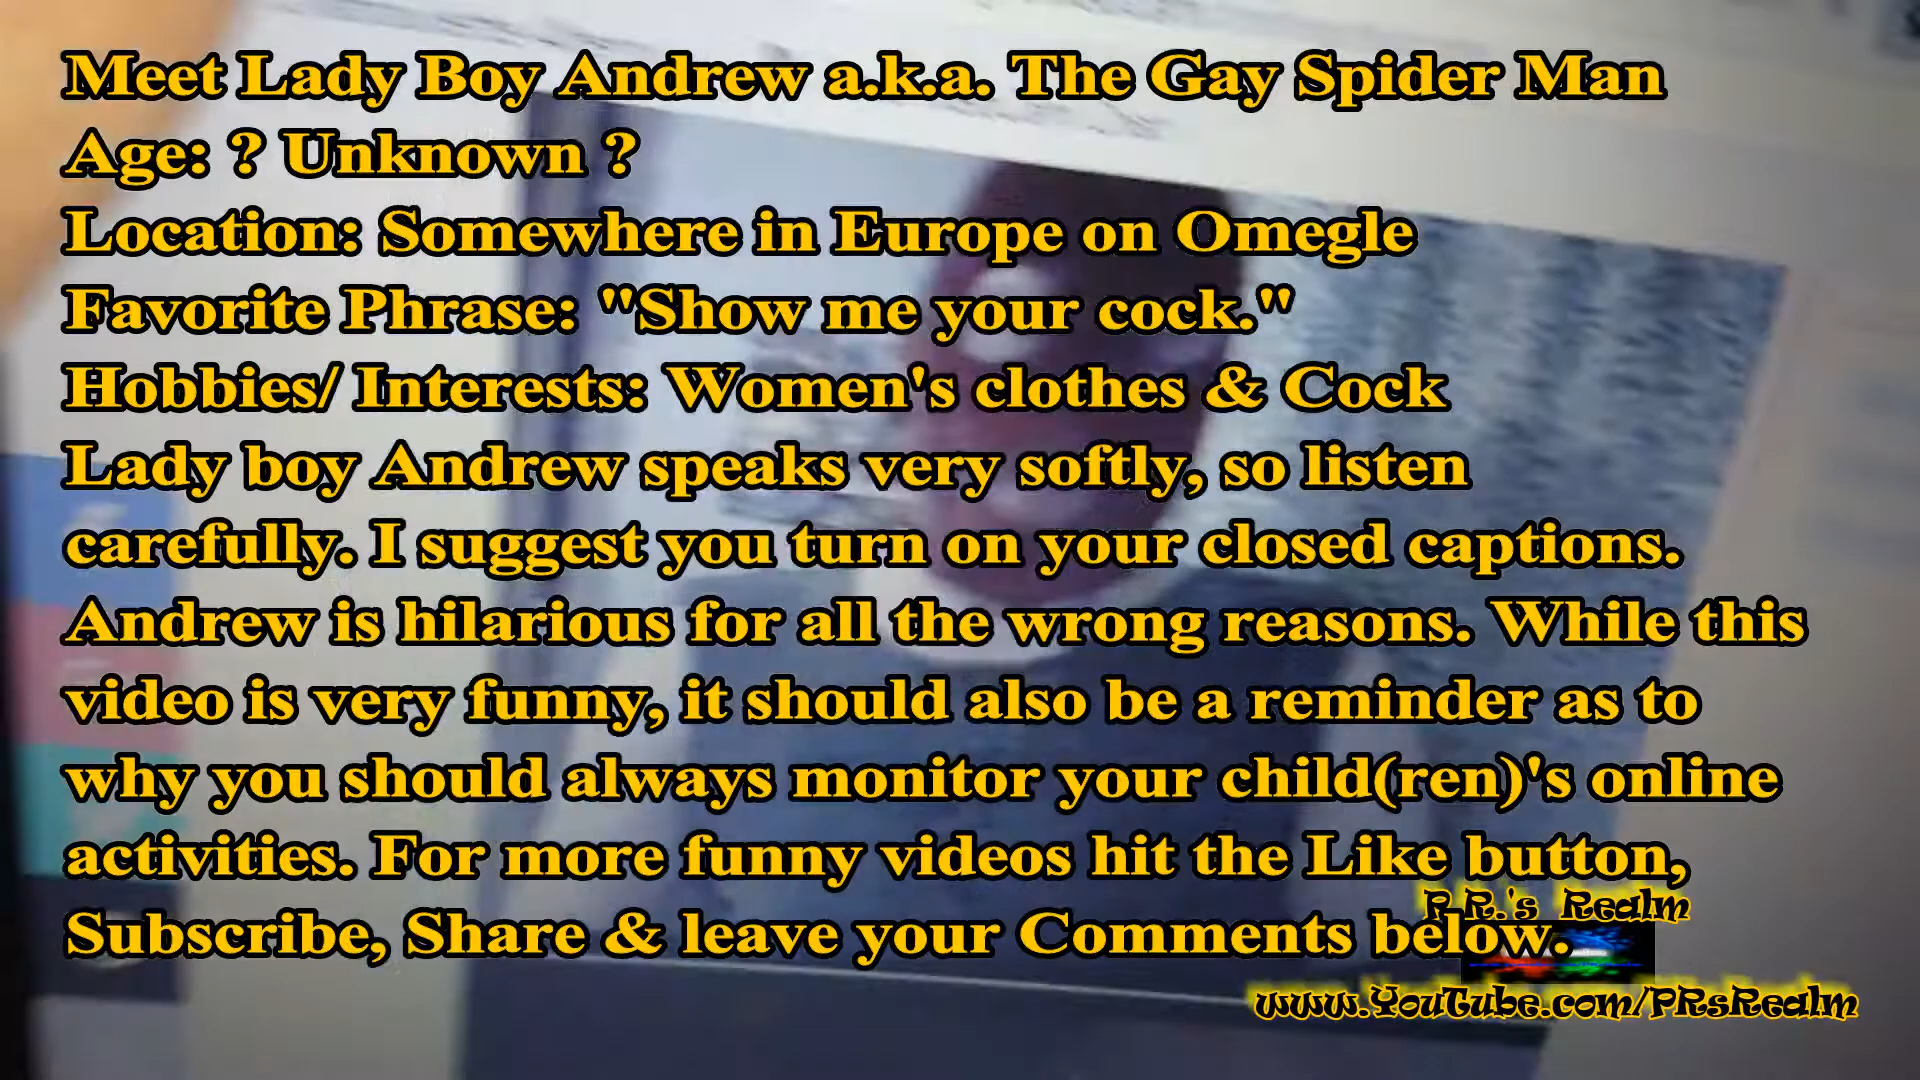 Meet Lady Boy Andrew a.k.a. The Gay Spider Man
Age: ? Unknown ?
Location: Somewhere in Europe on Omegle
Favorite Phrase: "Show me your cock."
Hobbies/ Interests: Women's clothes & Cock
Lady boy Andrew speaks very softly, so listen
carefully. I suggest you turn on your closed captions.
Andrew is hilarious for all the wrong reasons. While this
video is very funny, it should also be a reminder as to
why you should always monitor your child(ren)'s online
activities. For more funny videos hit the Like button,
Subscribe, Share & leave your Comments below.
P.R.'s Realm
www.YouTube.com/PRsRealm